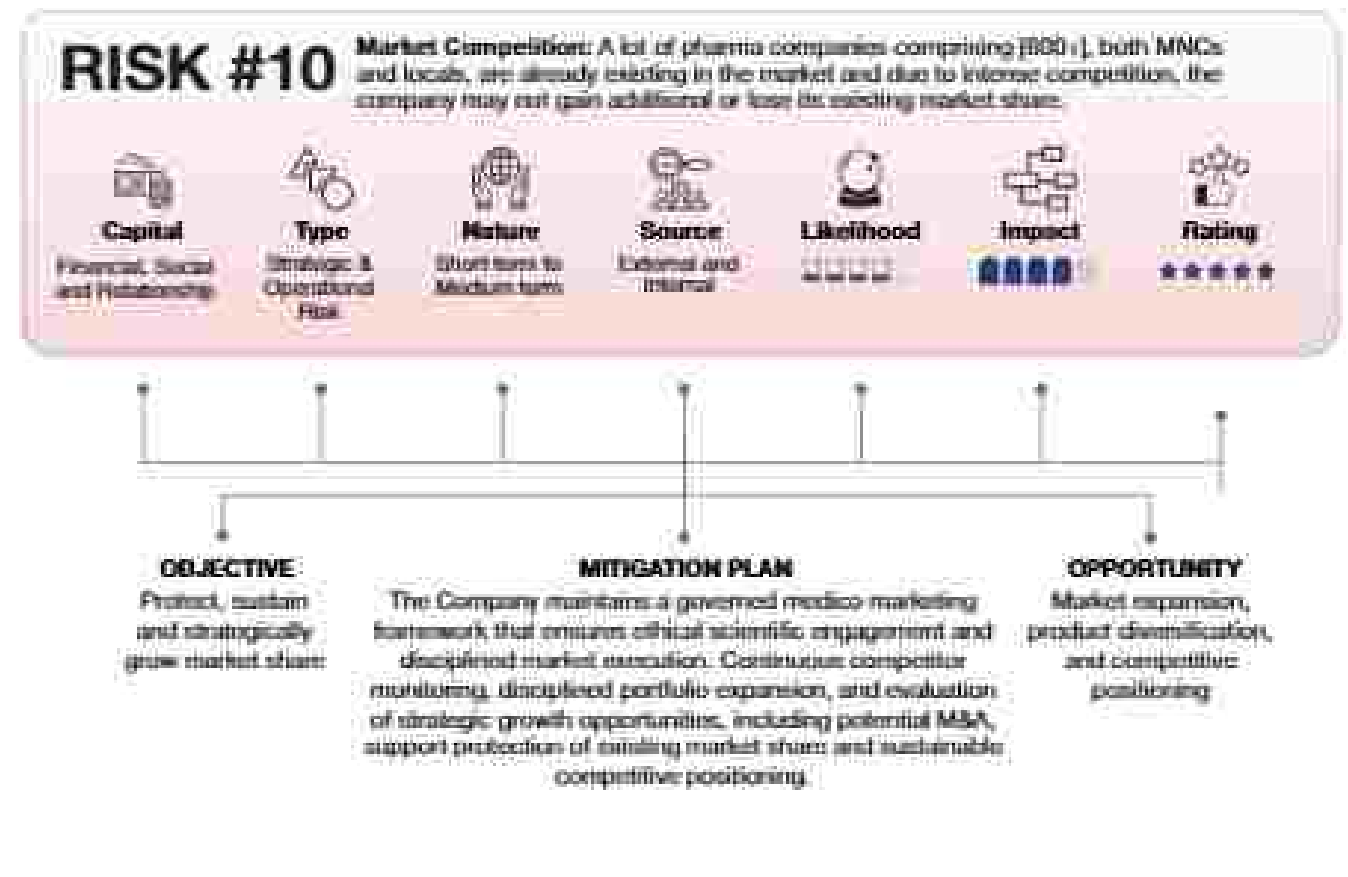 RISK #10
Market Competition: A lot of pharma companies comprising [600+], both MNCs
and locals, are already existing in the market and due to intense competition, the
company may not gain additional or lose its existing market share.
Capital
Financial, Social
and Relationship
Type
Strategic &
Operational
Risk
Nature
Short term to
Medium term
Source
External and
Internal
Likelihood
Impact
Rating
OBJECTIVE
Protect, sustain
and strategically
grow market share
MITIGATION PLAN
The Company maintains a governed medico marketing
framework that ensures ethical scientific engagement and
disciplined market execution. Continuous competitor
monitoring, disciplined portfolio expansion, and evaluation
of strategic growth opportunities, including potential M&A,
support protection of existing market share and sustainable
competitive positioning.
OPPORTUNITY
Market expansion,
product diversification,
and competitive
positioning